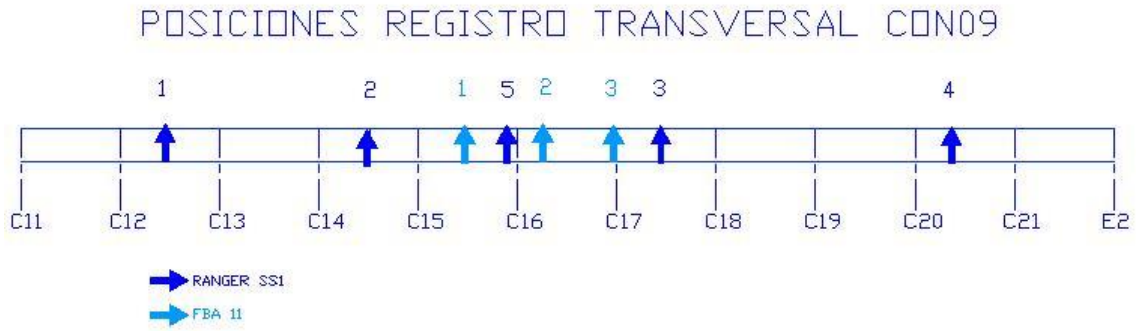 POSICIONES REGISTRO TRANSVERSAL CON09
1 2 1 5 2 3 3 4
C11 C12 C13 C14 C15 C16 C17 C18 C19 C20 C21 E2
RANGER SS1
FBA 11